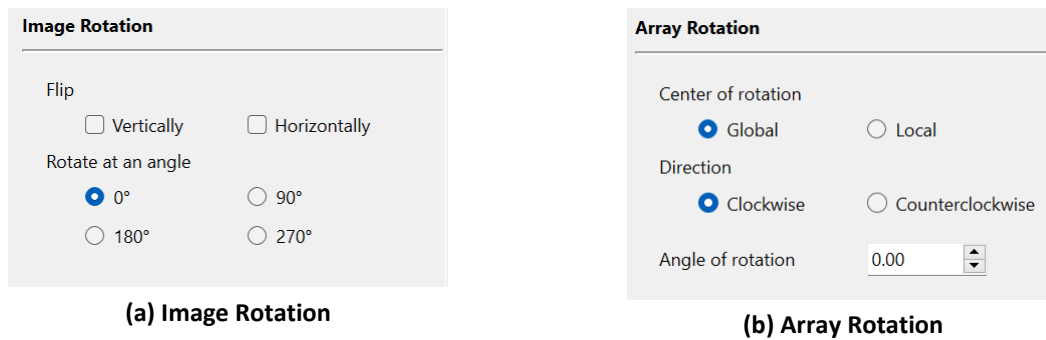 Image Rotation
Flip
Vertically
Horizontally
Rotate at an angle
0°
90°
180°
270°
(a) Image Rotation
Array Rotation
Center of rotation
Global
Local
Direction
Clockwise
Counterclockwise
Angle of rotation
0.00
(b) Array Rotation